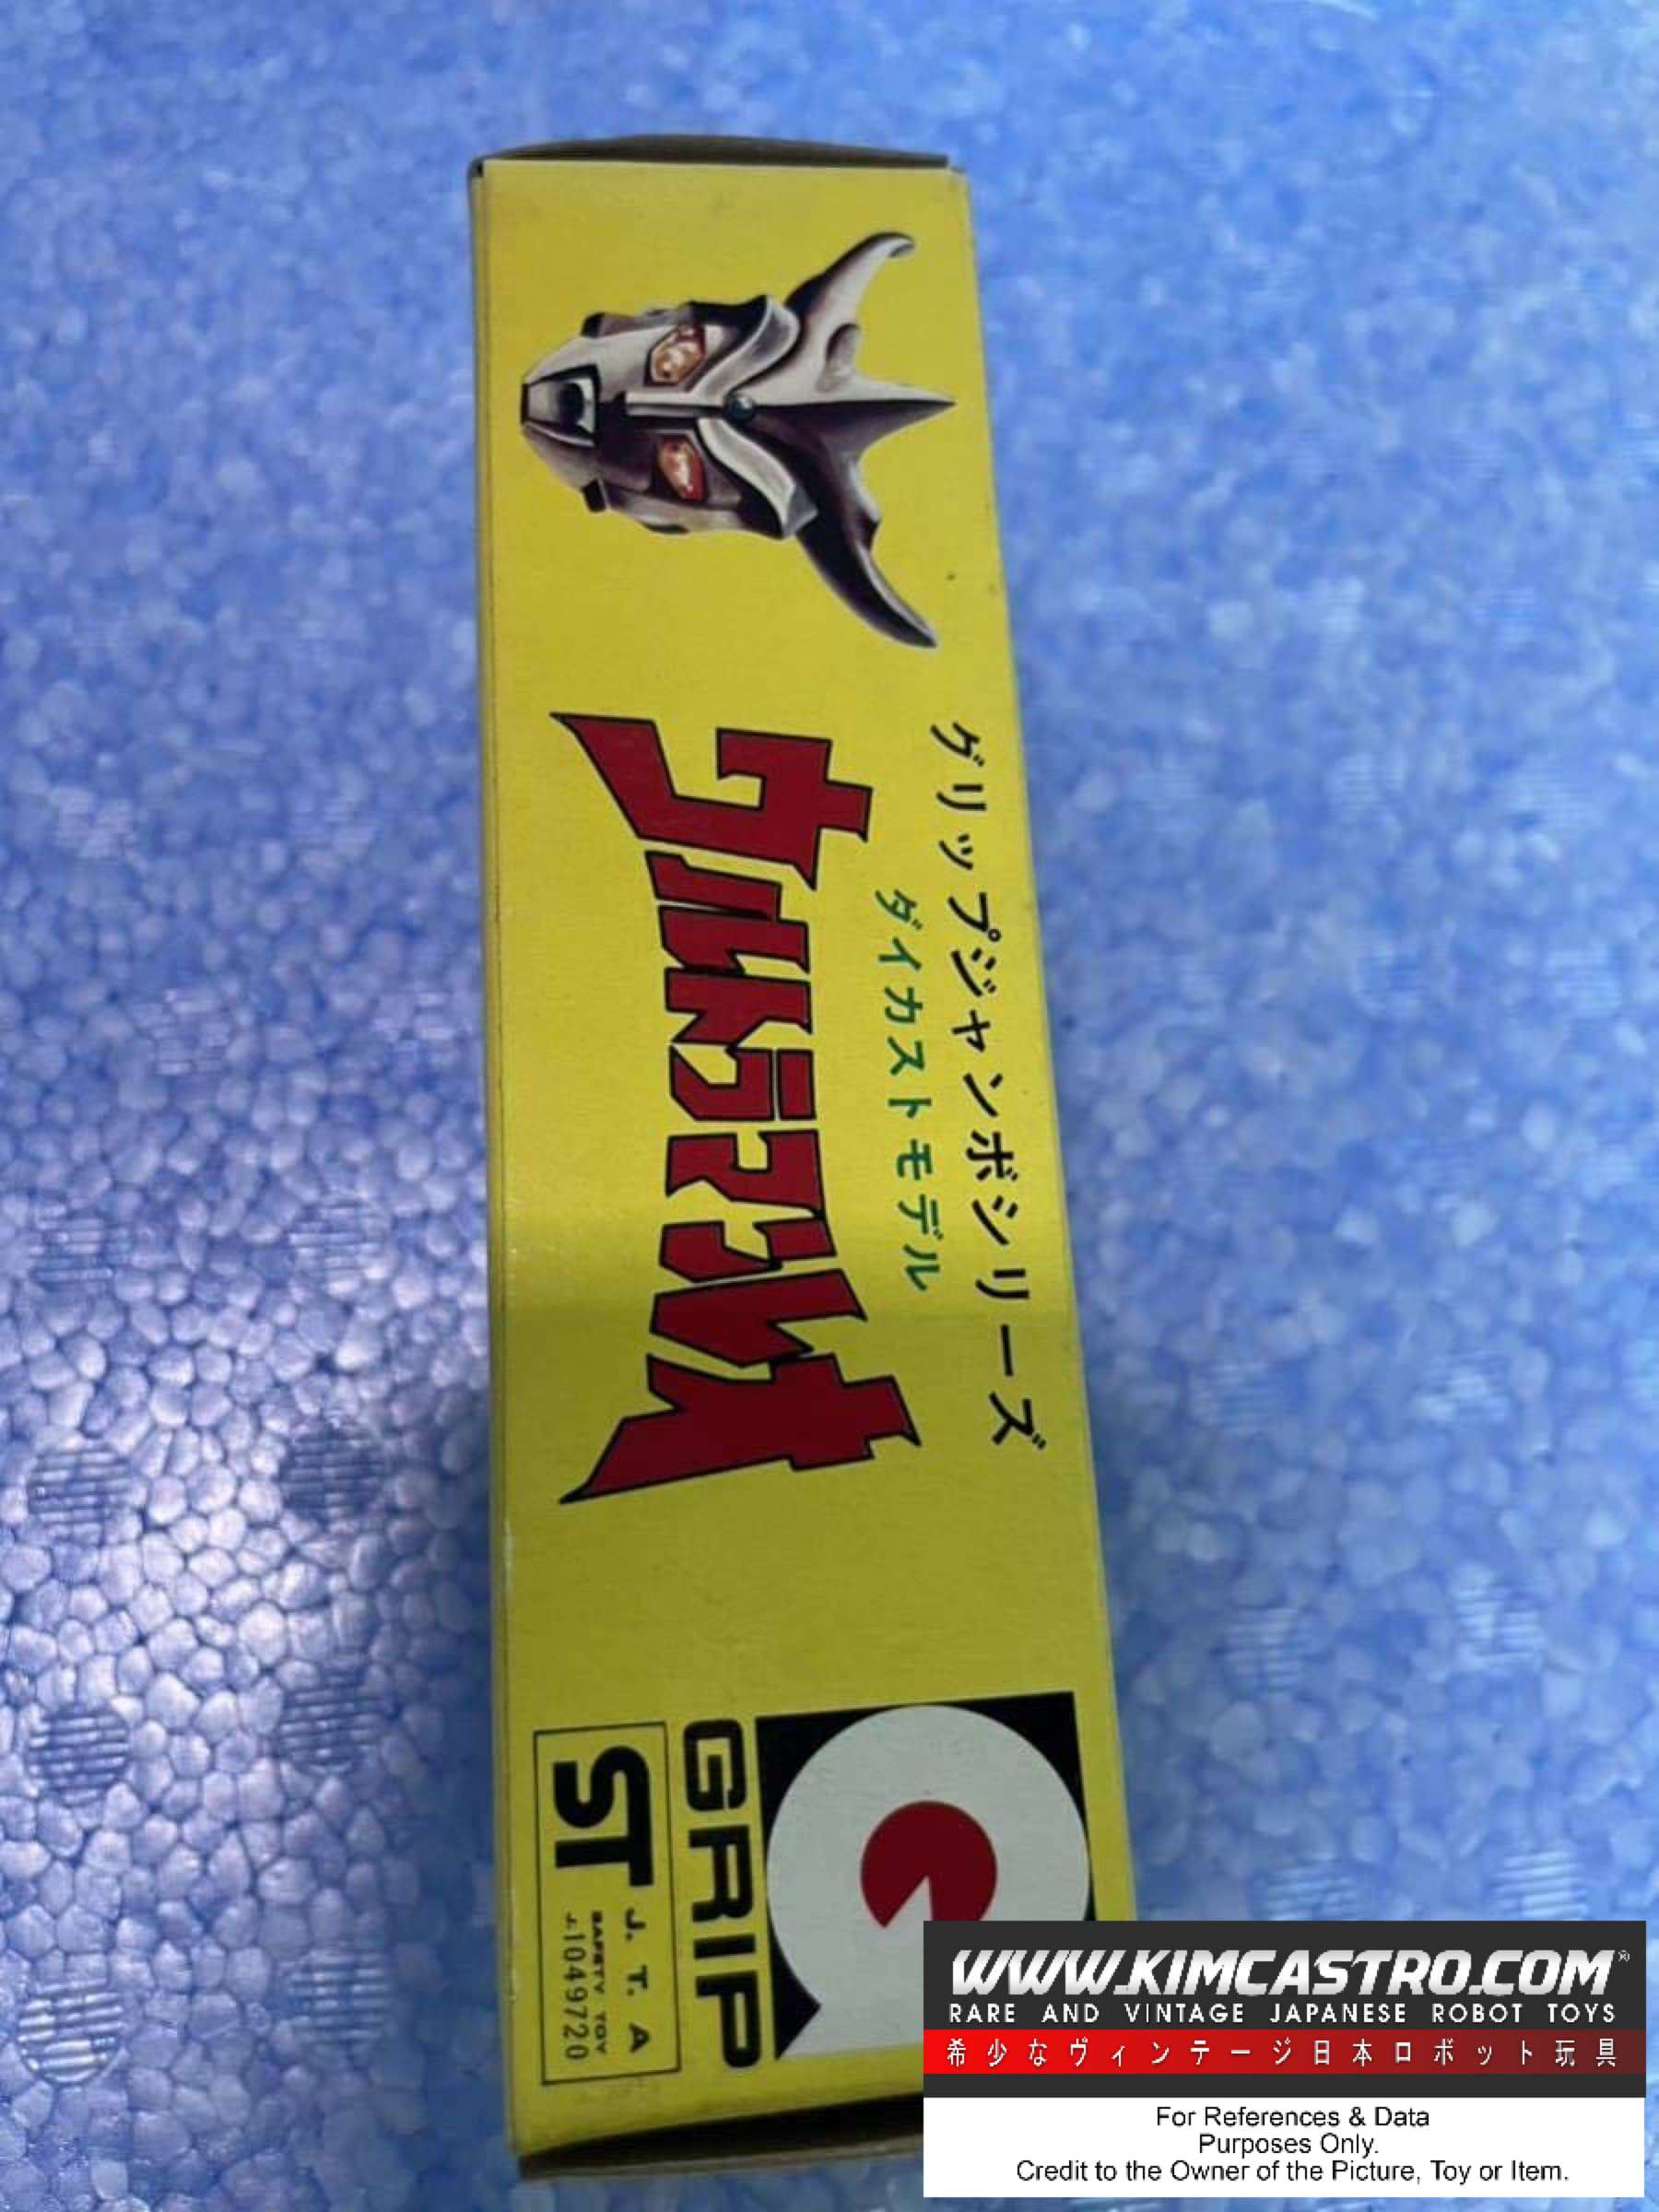 グリップジャンボシリーズ
ダイカストモデル
ウルトラマンレオ
GRIP
ST
J. T. A
SAFETY TOY
J-10449720
WWW.KIMCASTRO.COM®
RARE AND VINTAGE JAPANESE ROBOT TOYS
希少なヴィンテージ日本ロボット玩具
For References & Data
Purposes Only.
Credit to the Owner of the Picture, Toy or Item.